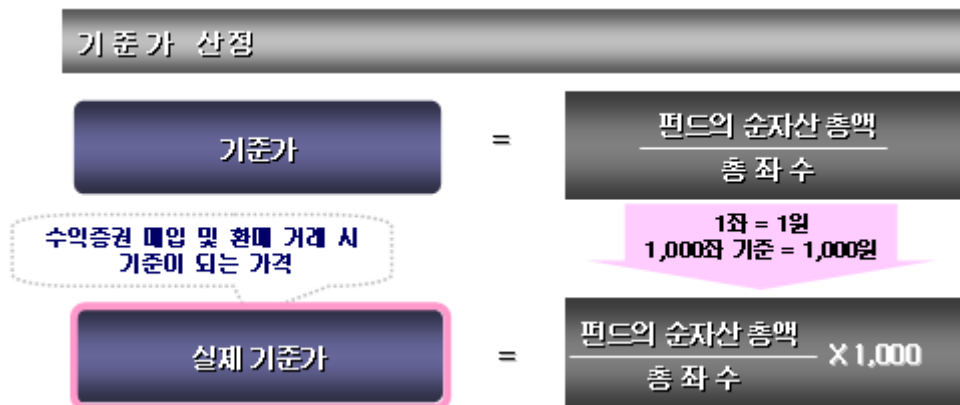 기준가 산정
기준가
=
펀드의 순자산 총액
총 좌 수
수익증권 매입 및 환매 거래 시
기준이 되는 가격
1좌 = 1원
1,000좌 기준 = 1,000원
실제 기준가
=
펀드의 순자산 총액
총 좌 수
X 1,000